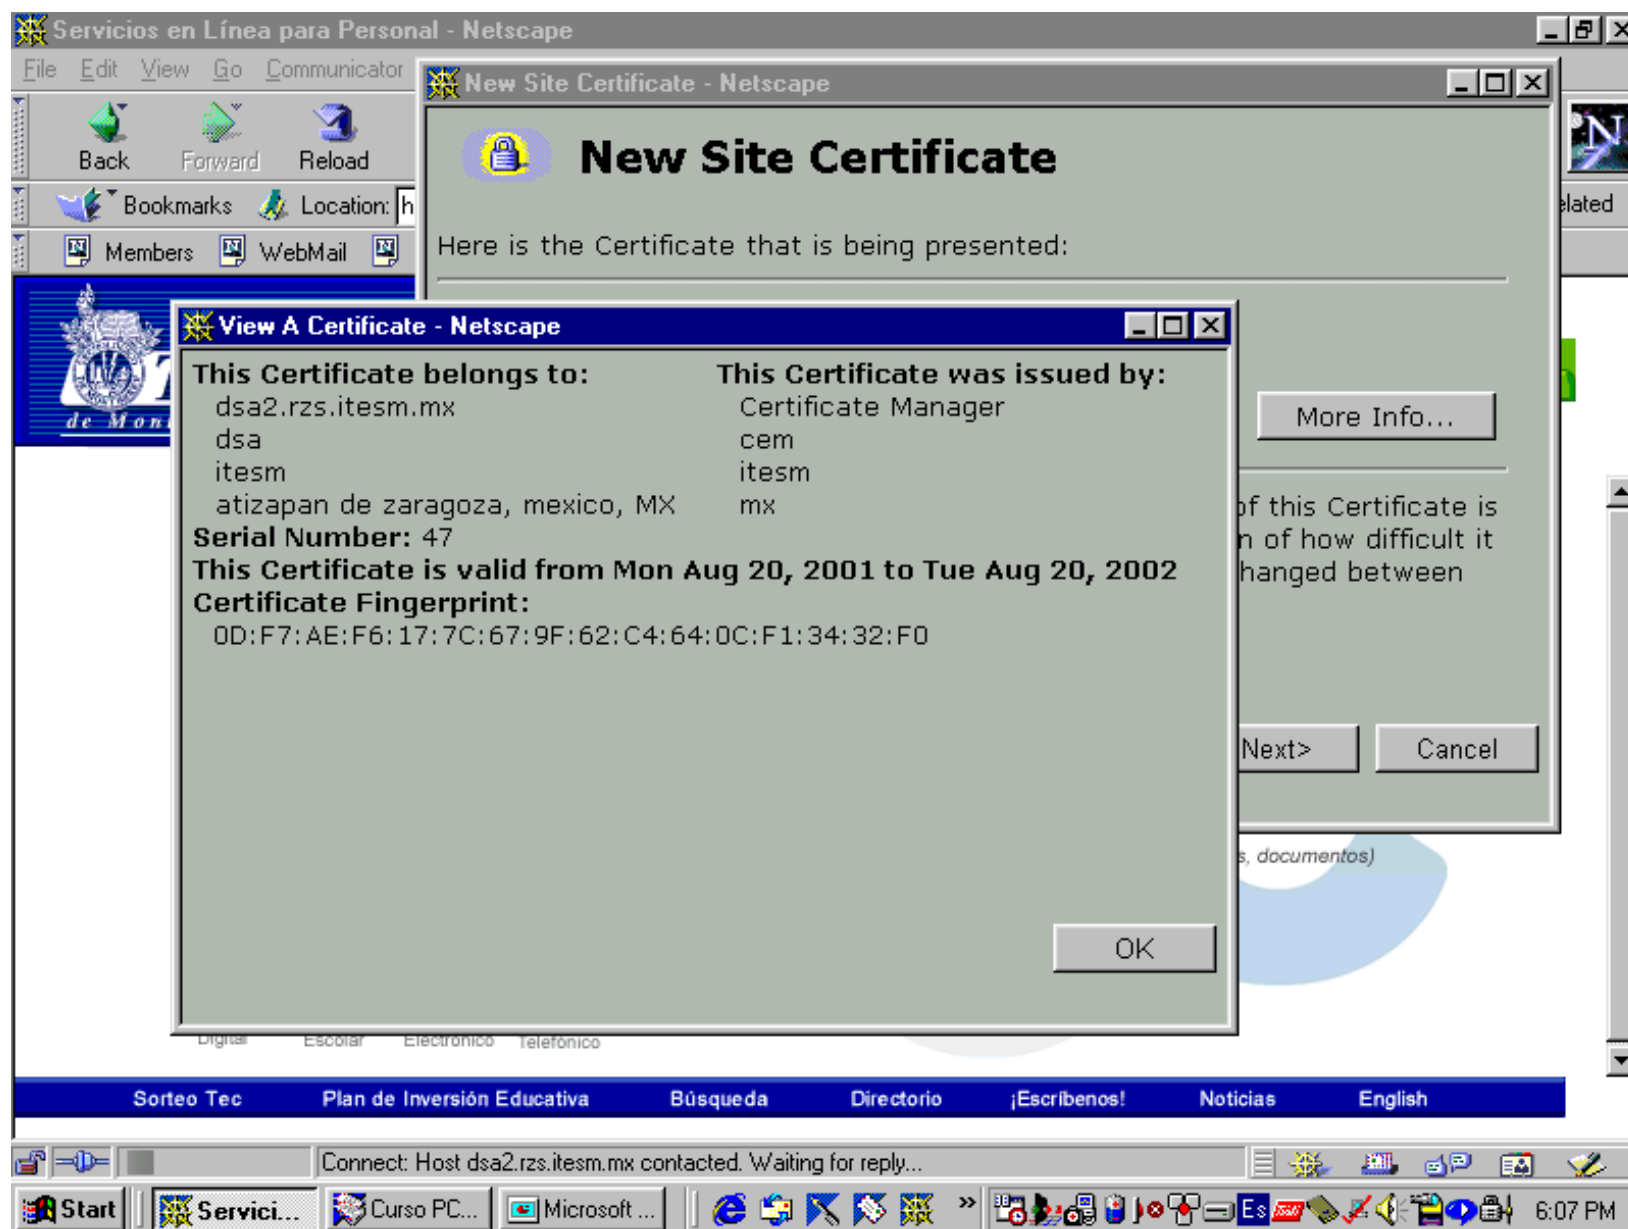 Servicios en Línea para Personal - Netscape
File Edit View Go Communicator
New Site Certificate - Netscape
Back Forward Reload
New Site Certificate
Bookmarks Location: h
elated
Members WebMail
Here is the Certificate that is being presented:
View A Certificate - Netscape
This Certificate belongs to: This Certificate was issued by:
dsa2.rzs.itesm.mx Certificate Manager
dsa cem
itesm itesm
atizapan de zaragoza, mexico, MX mx
Serial Number: 47
This Certificate is valid from Mon Aug 20, 2001 to Tue Aug 20, 2002
Certificate Fingerprint:
0D:F7:AE:F6:17:7C:67:9F:62:C4:64:0C:F1:34:32:F0
OK
de Mon
More Info...
of this Certificate is
n of how difficult it
hanged between
Next> Cancel
s, documentos)
Digital Escolar Electrónico Telefónico
Sorteo Tec Plan de Inversión Educativa Búsqueda Directorio ¡Escríbenos! Noticias English
Connect: Host dsa2.rzs.itesm.mx contacted. Waiting for reply...
Start Servici... Curso PC... Microsoft ... » Es 6:07 PM